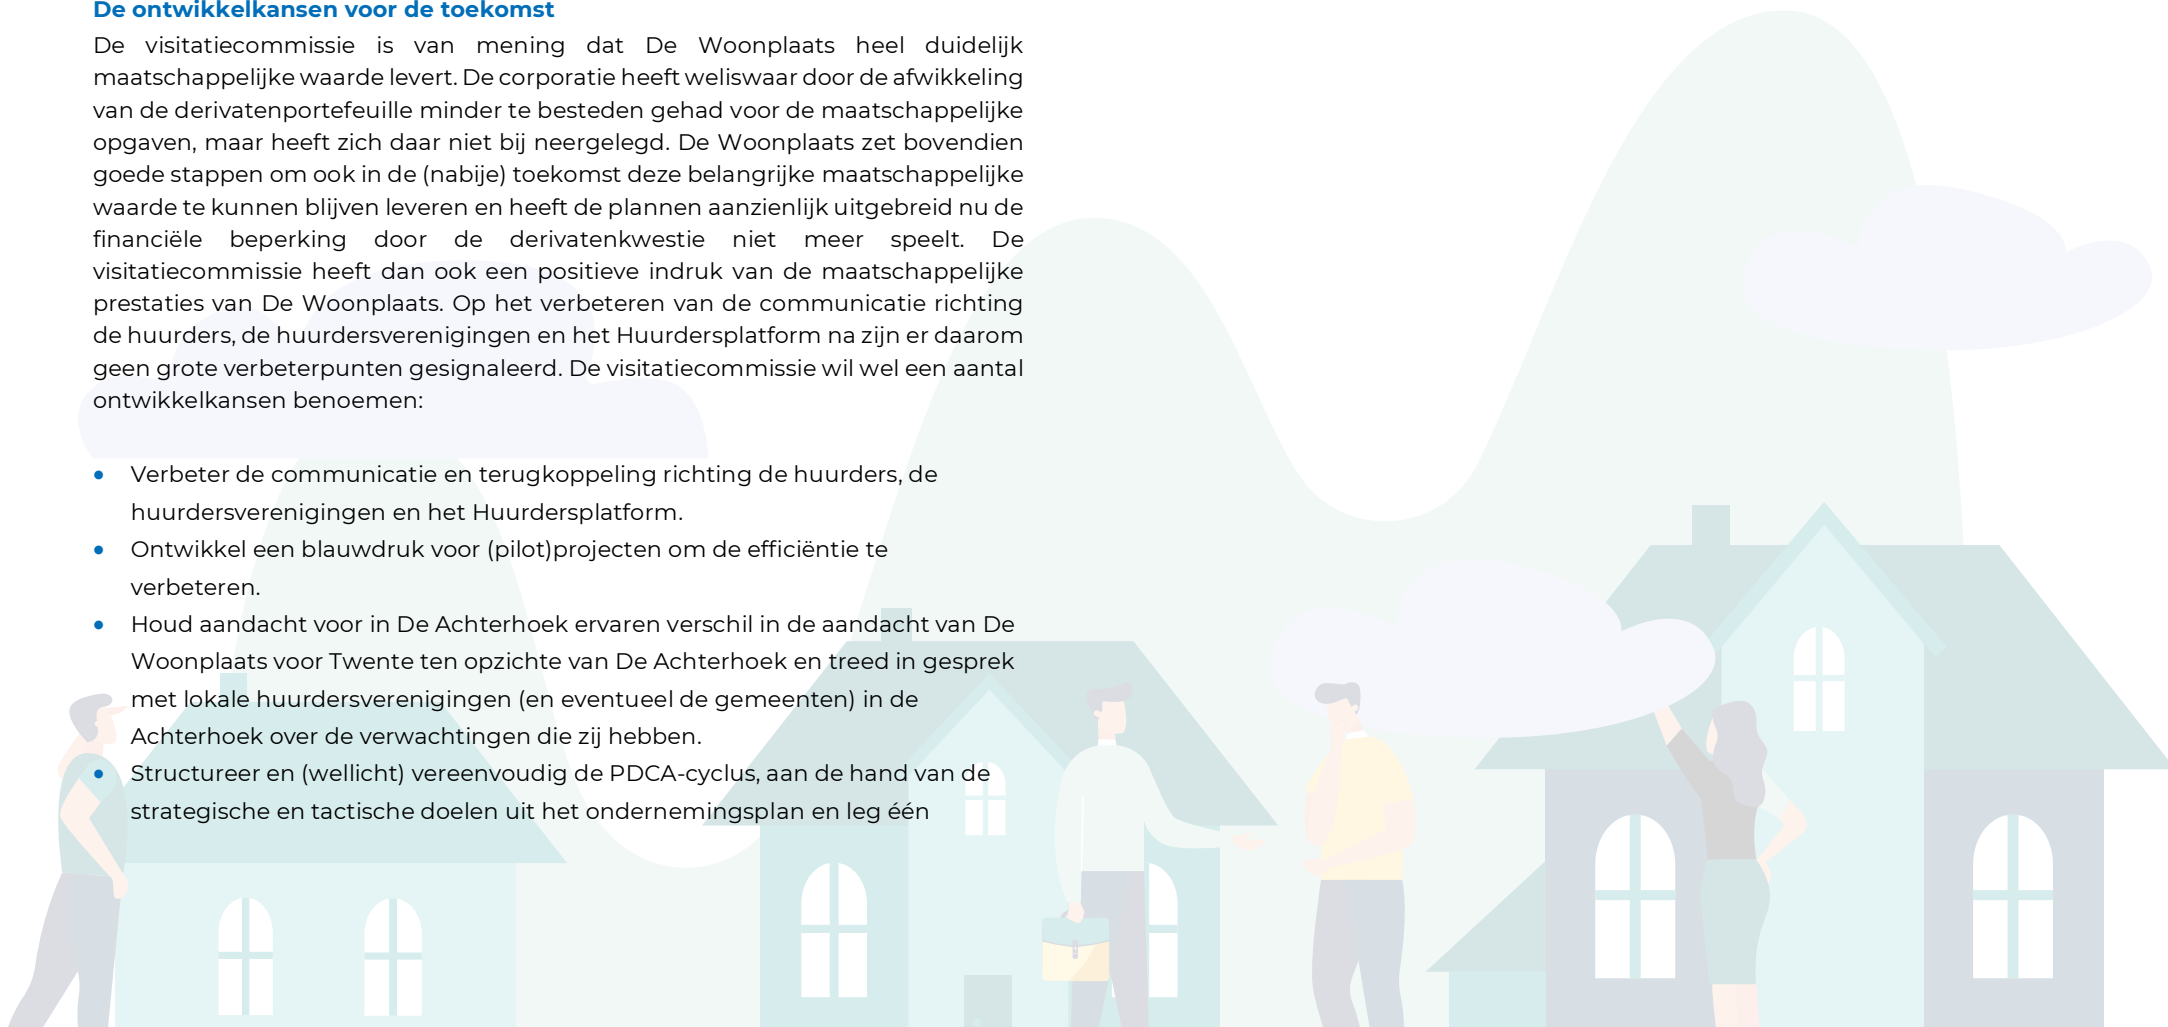 De ontwikkelkansen voor de toekomst
De visitatiecommissie is van mening dat De Woonplaats heel duidelijk
maatschappelijke waarde levert. De corporatie heeft weliswaar door de afwikkeling
van de derivatenportefeuille minder te besteden gehad voor de maatschappelijke
opgaven, maar heeft zich daar niet bij neergelegd. De Woonplaats zet bovendien
goede stappen om ook in de (nabije) toekomst deze belangrijke maatschappelijke
waarde te kunnen blijven leveren en heeft de plannen aanzienlijk uitgebreid nu de
financiële beperking door de derivatenkwestie niet meer speelt. De
visitatiecommissie heeft dan ook een positieve indruk van de maatschappelijke
prestaties van De Woonplaats. Op het verbeteren van de communicatie richting
de huurders, de huurdersverenigingen en het Huurdersplatform na zijn er daarom
geen grote verbeterpunten gesignaleerd. De visitatiecommissie wil wel een aantal
ontwikkelkansen benoemen:
• Verbeter de communicatie en terugkoppeling richting de huurders, de
huurdersverenigingen en het Huurdersplatform.
• Ontwikkel een blauwdruk voor (pilot)projecten om de efficiëntie te
verbeteren.
• Houd aandacht voor in De Achterhoek ervaren verschil in de aandacht van De
Woonplaats voor Twente ten opzichte van De Achterhoek en treed in gesprek
met lokale huurdersverenigingen (en eventueel de gemeenten) in de
Achterhoek over de verwachtingen die zij hebben.
• Structureer en (wellicht) vereenvoudig de PDCA-cyclus, aan de hand van de
strategische en tactische doelen uit het ondernemingsplan en leg één